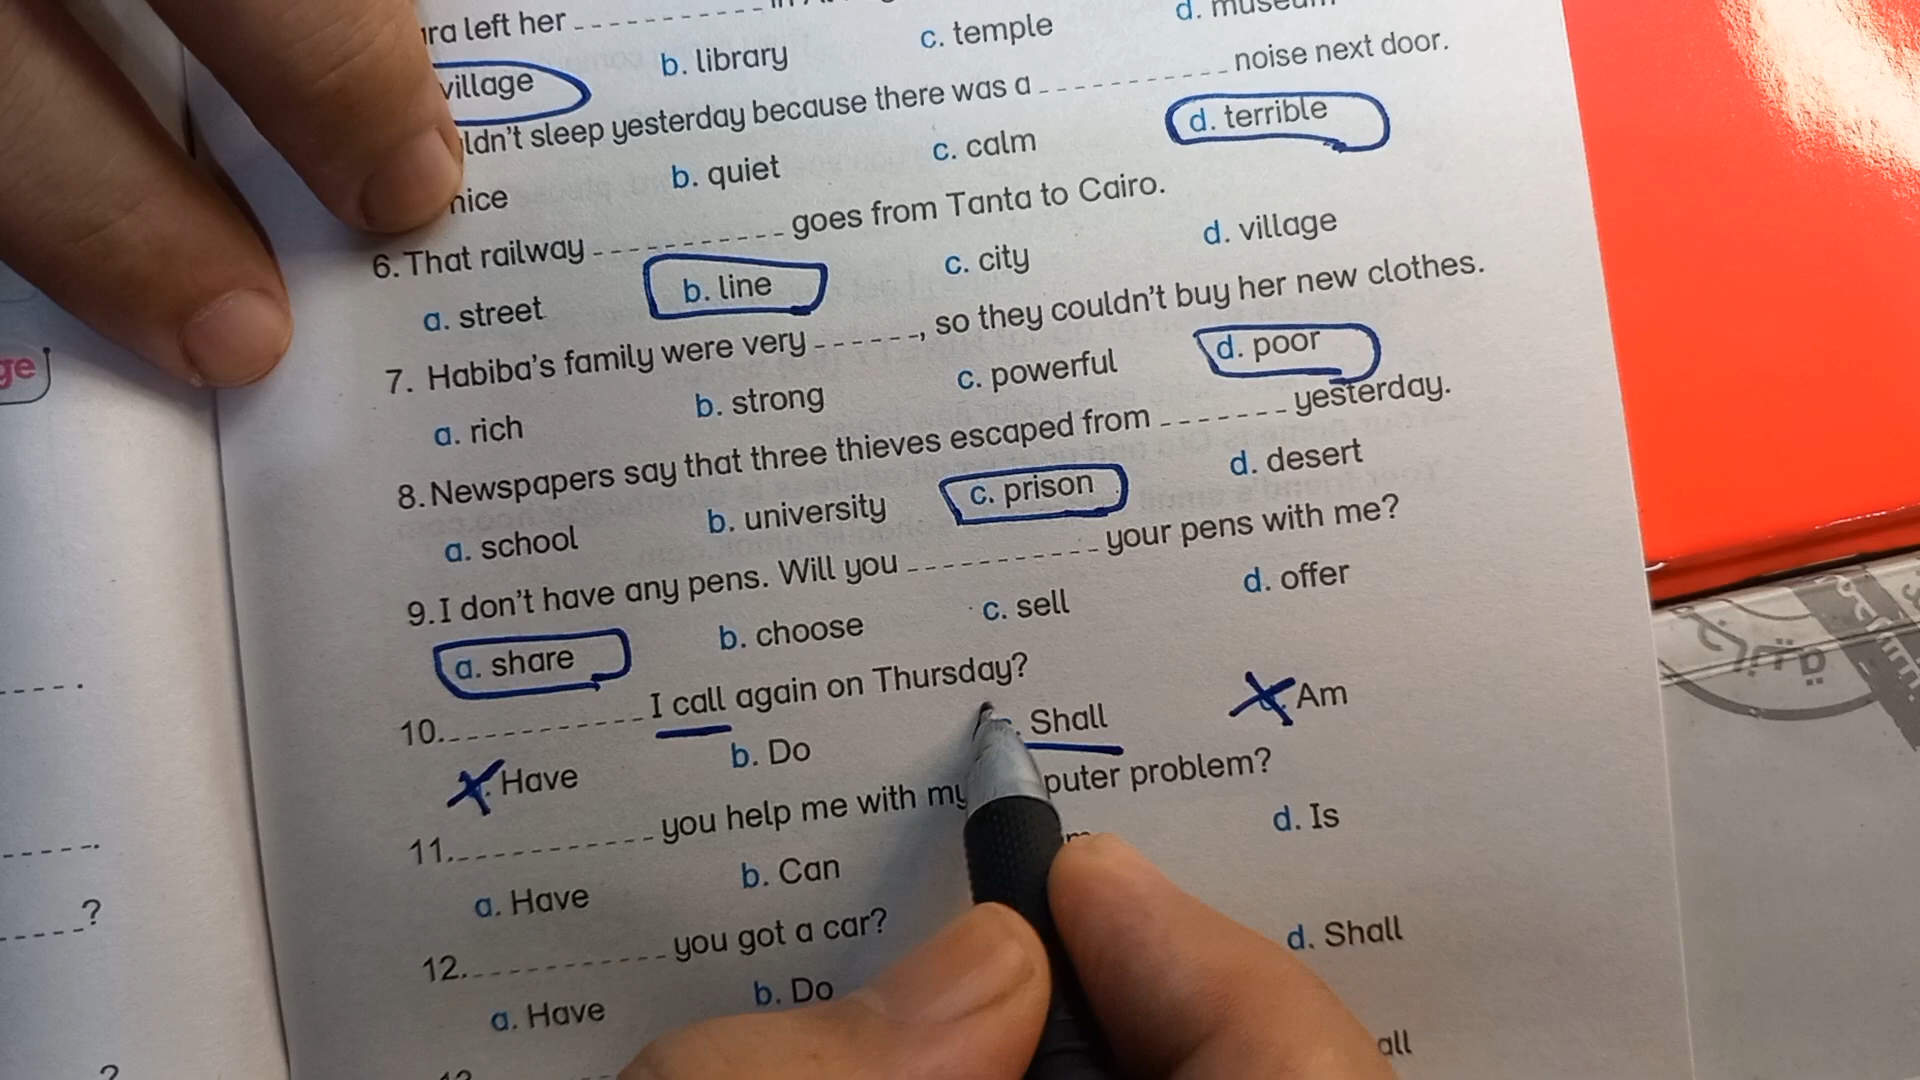 left her ----------
village b. library c. temple d. museum
sleep yesterday because there was a ---------- noise next door.
nice b. quiet c. calm d. terrible
6. That railway ---------- goes from Tanta to Cairo.
a. street b. line c. city d. village
7. Habiba's family were very ------, so they couldn't buy her new clothes.
a. rich b. strong c. powerful d. poor
8. Newspapers say that three thieves escaped from ------- yesterday.
a. school b. university c. prison d. desert
9. I don't have any pens. Will you ---------- your pens with me?
a. share b. choose c. sell d. offer
10. ---------- I call again on Thursday?
Have b. Do Shall Am
11. ---------- you help me with my puter problem?
a. Have b. Can d. Is
12. ---------- you got a car?
a. Have b. Do d. Shall